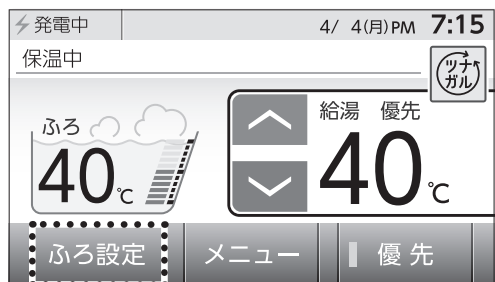 発電中 4/ 4(月)PM 7:15
保温中
ツナ
ガル
ふろ 給湯 優先
40℃ 40℃
ふろ設定 メニュー 優先